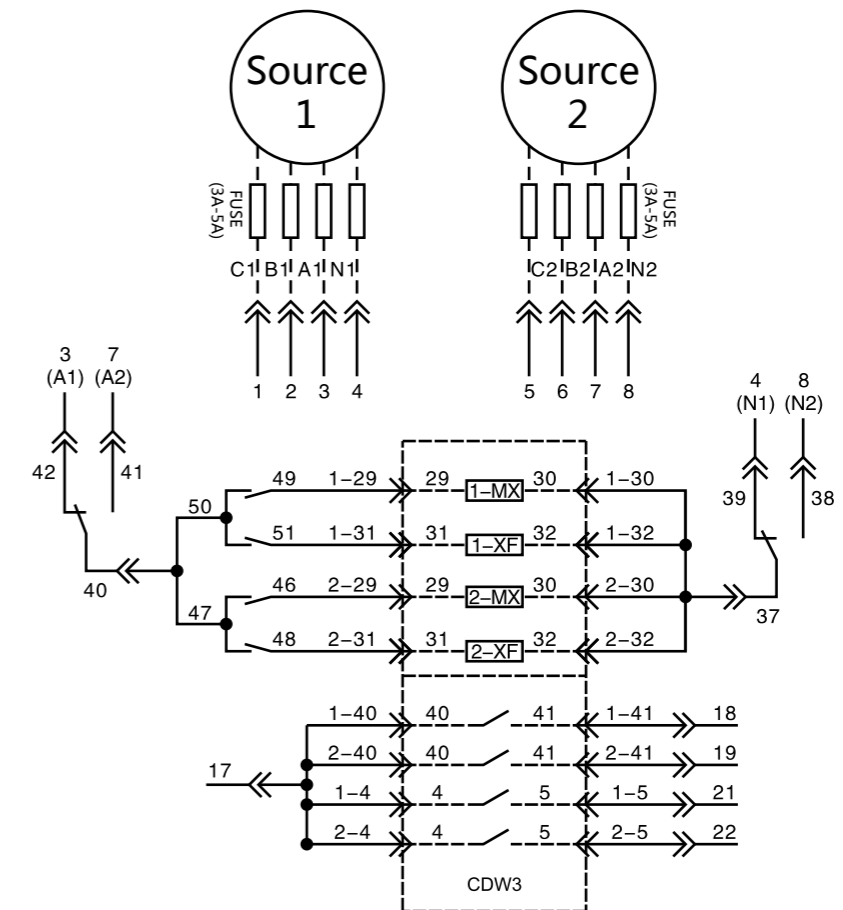 Source
1
Source
2
FUSE
(3A-5A)
FUSE
(3A-5A)
C1 B1 A1 N1
C2 B2 A2 N2
1 2 3 4
5 6 7 8
3 7
(A1) (A2)
4 8
(N1) (N2)
42 41
39 38
50 49 1–29 29 1–MX 30 1–30
51 1–31 31 1–XF 32 1–32
40
47 46 2–29 29 2–MX 30 2–30
37
48 2–31 31 2–XF 32 2–32
1–40 40 41 1–41 18
2–40 40 41 2–41 19
17
1–4 4 5 1–5 21
2–4 4 5 2–5 22
CDW3